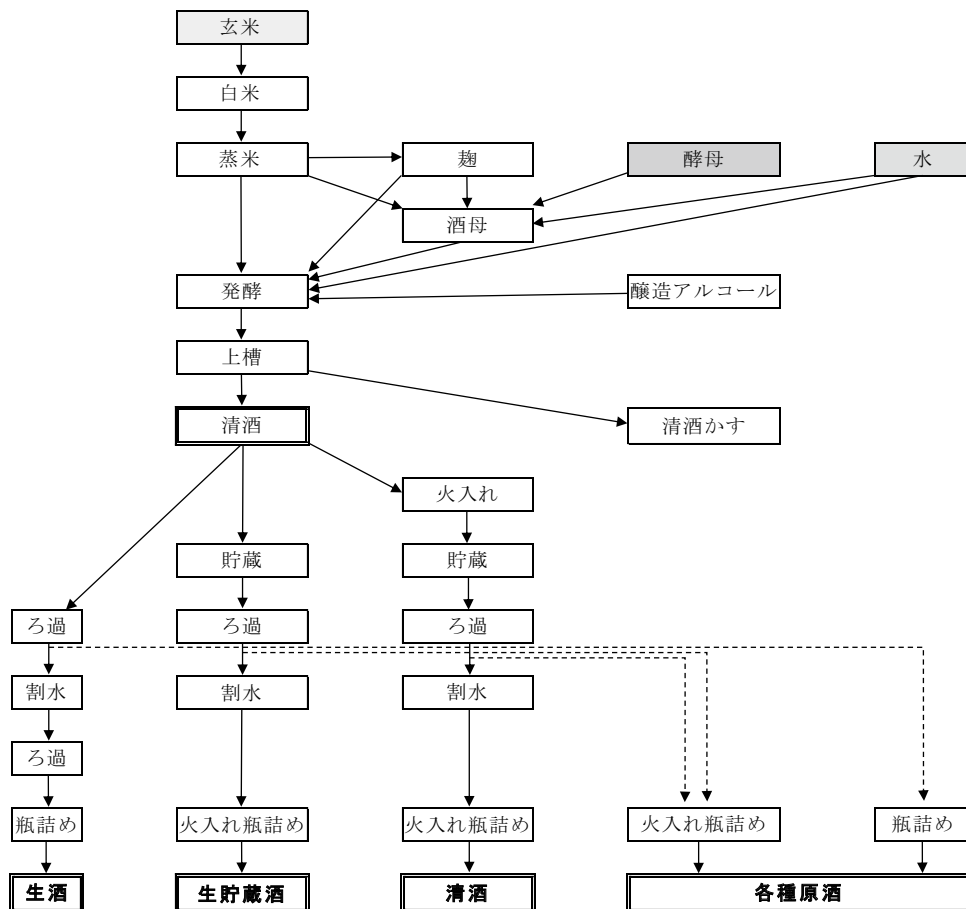 玄米
白米
蒸米
麹
酵母
水
酒母
発酵
醸造アルコール
上槽
清酒
清酒かす
火入れ
貯蔵
貯蔵
ろ過
ろ過
ろ過
割水
割水
割水
ろ過
瓶詰め
火入れ瓶詰め
火入れ瓶詰め
火入れ瓶詰め
瓶詰め
生酒
生貯蔵酒
清酒
各種原酒